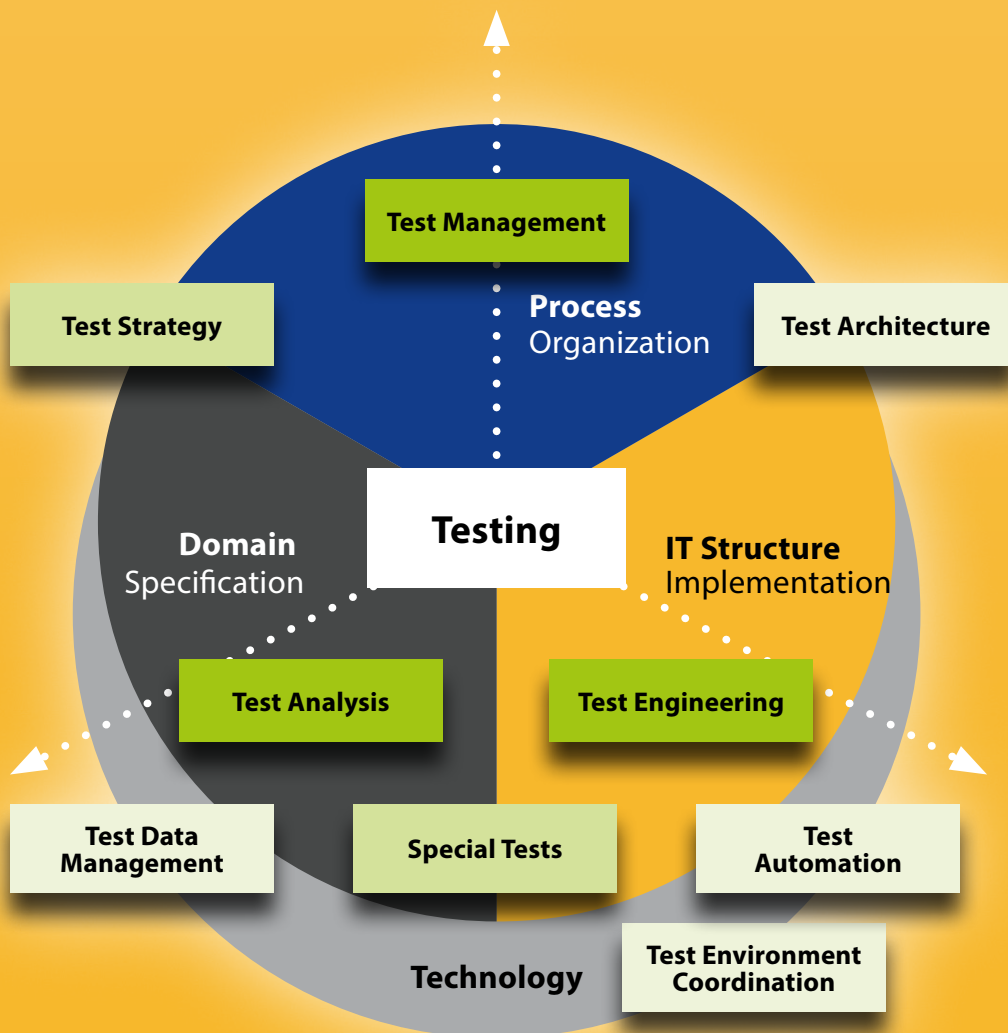 Test Management
Test Strategy
Process
Organization
Test Architecture
Testing
Domain
Specification
IT Structure
Implementation
Test Analysis
Test Engineering
Test Data
Management
Special Tests
Test
Automation
Technology
Test Environment
Coordination